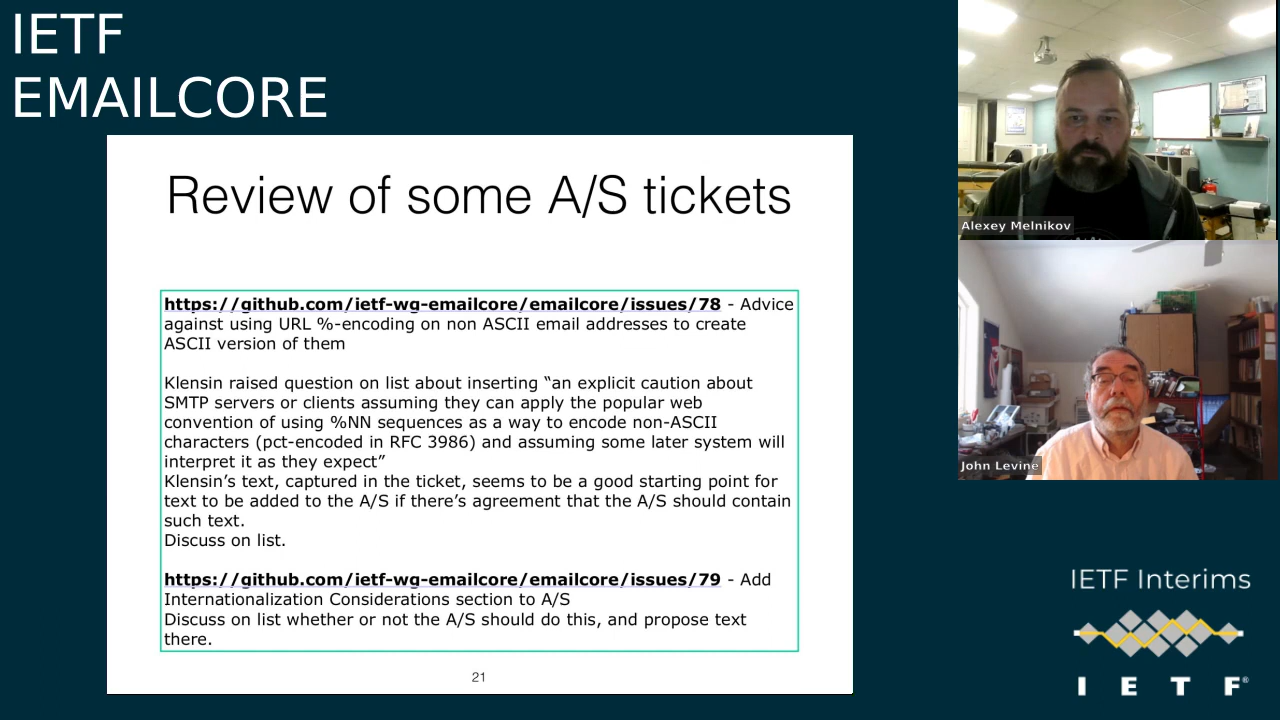 IETF
EMAILCORE
Review of some A/S tickets
https://github.com/ietf-wg-emailcore/emailcore/issues/78 - Advice
against using URL %-encoding on non ASCII email addresses to create
ASCII version of them
Klensin raised question on list about inserting “an explicit caution about
SMTP servers or clients assuming they can apply the popular web
convention of using %NN sequences as a way to encode non-ASCII
characters (pct-encoded in RFC 3986) and assuming some later system will
interpret it as they expect”
Klensin’s text, captured in the ticket, seems to be a good starting point for
text to be added to the A/S if there’s agreement that the A/S should contain
such text.
Discuss on list.
https://github.com/ietf-wg-emailcore/emailcore/issues/79 - Add
Internationalization Considerations section to A/S
Discuss on list whether or not the A/S should do this, and propose text
there.
21
Alexey Melnikov
John Levine
IETF Interims
I E T F®